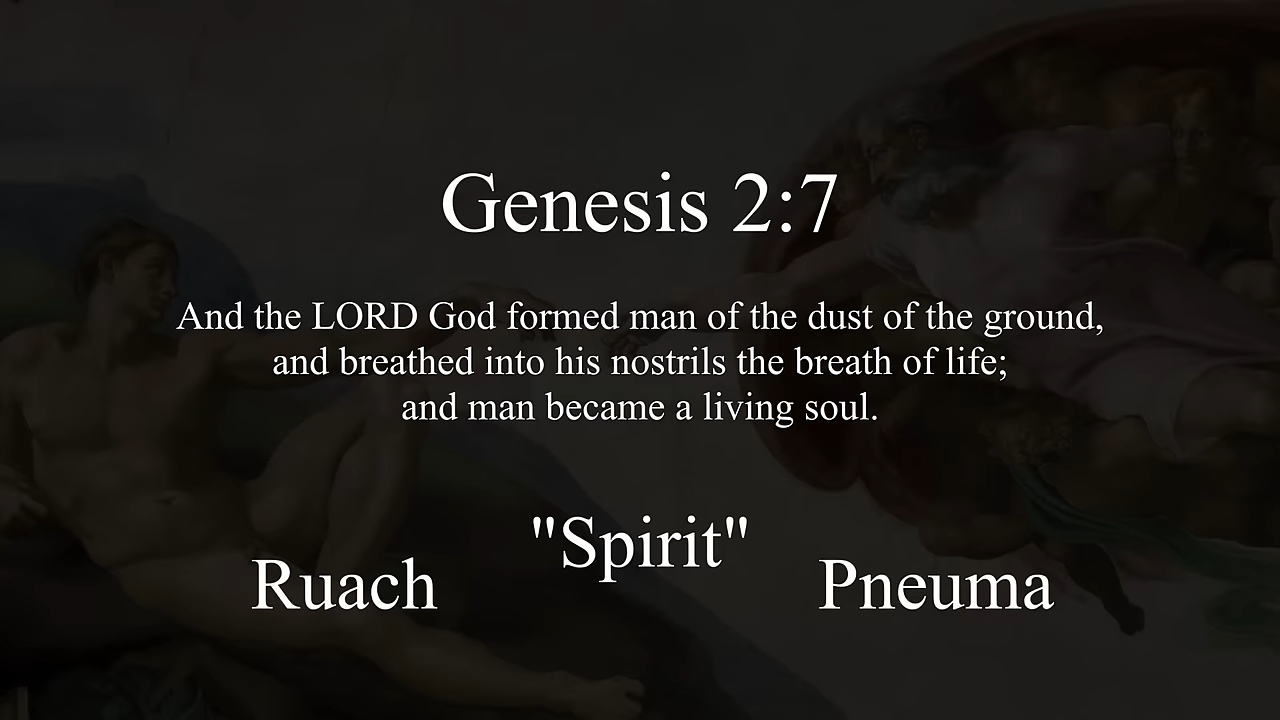 Genesis 2:7
And the LORD God formed man of the dust of the ground,
and breathed into his nostrils the breath of life;
and man became a living soul.
"Spirit"
Ruach
Pneuma